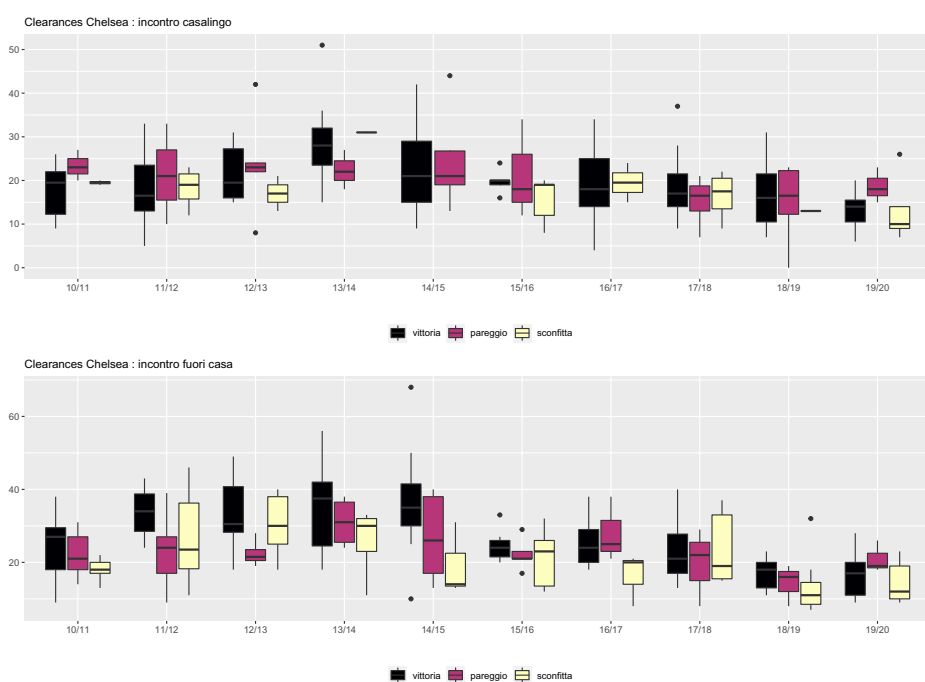 Clearances Chelsea : incontro casalingo
50
40
30
20
10
0
10/11 11/12 12/13 13/14 14/15 15/16 16/17 17/18 18/19 19/20
vittoria pareggio sconfitta
Clearances Chelsea : incontro fuori casa
60
40
20
10/11 11/12 12/13 13/14 14/15 15/16 16/17 17/18 18/19 19/20
vittoria pareggio sconfitta